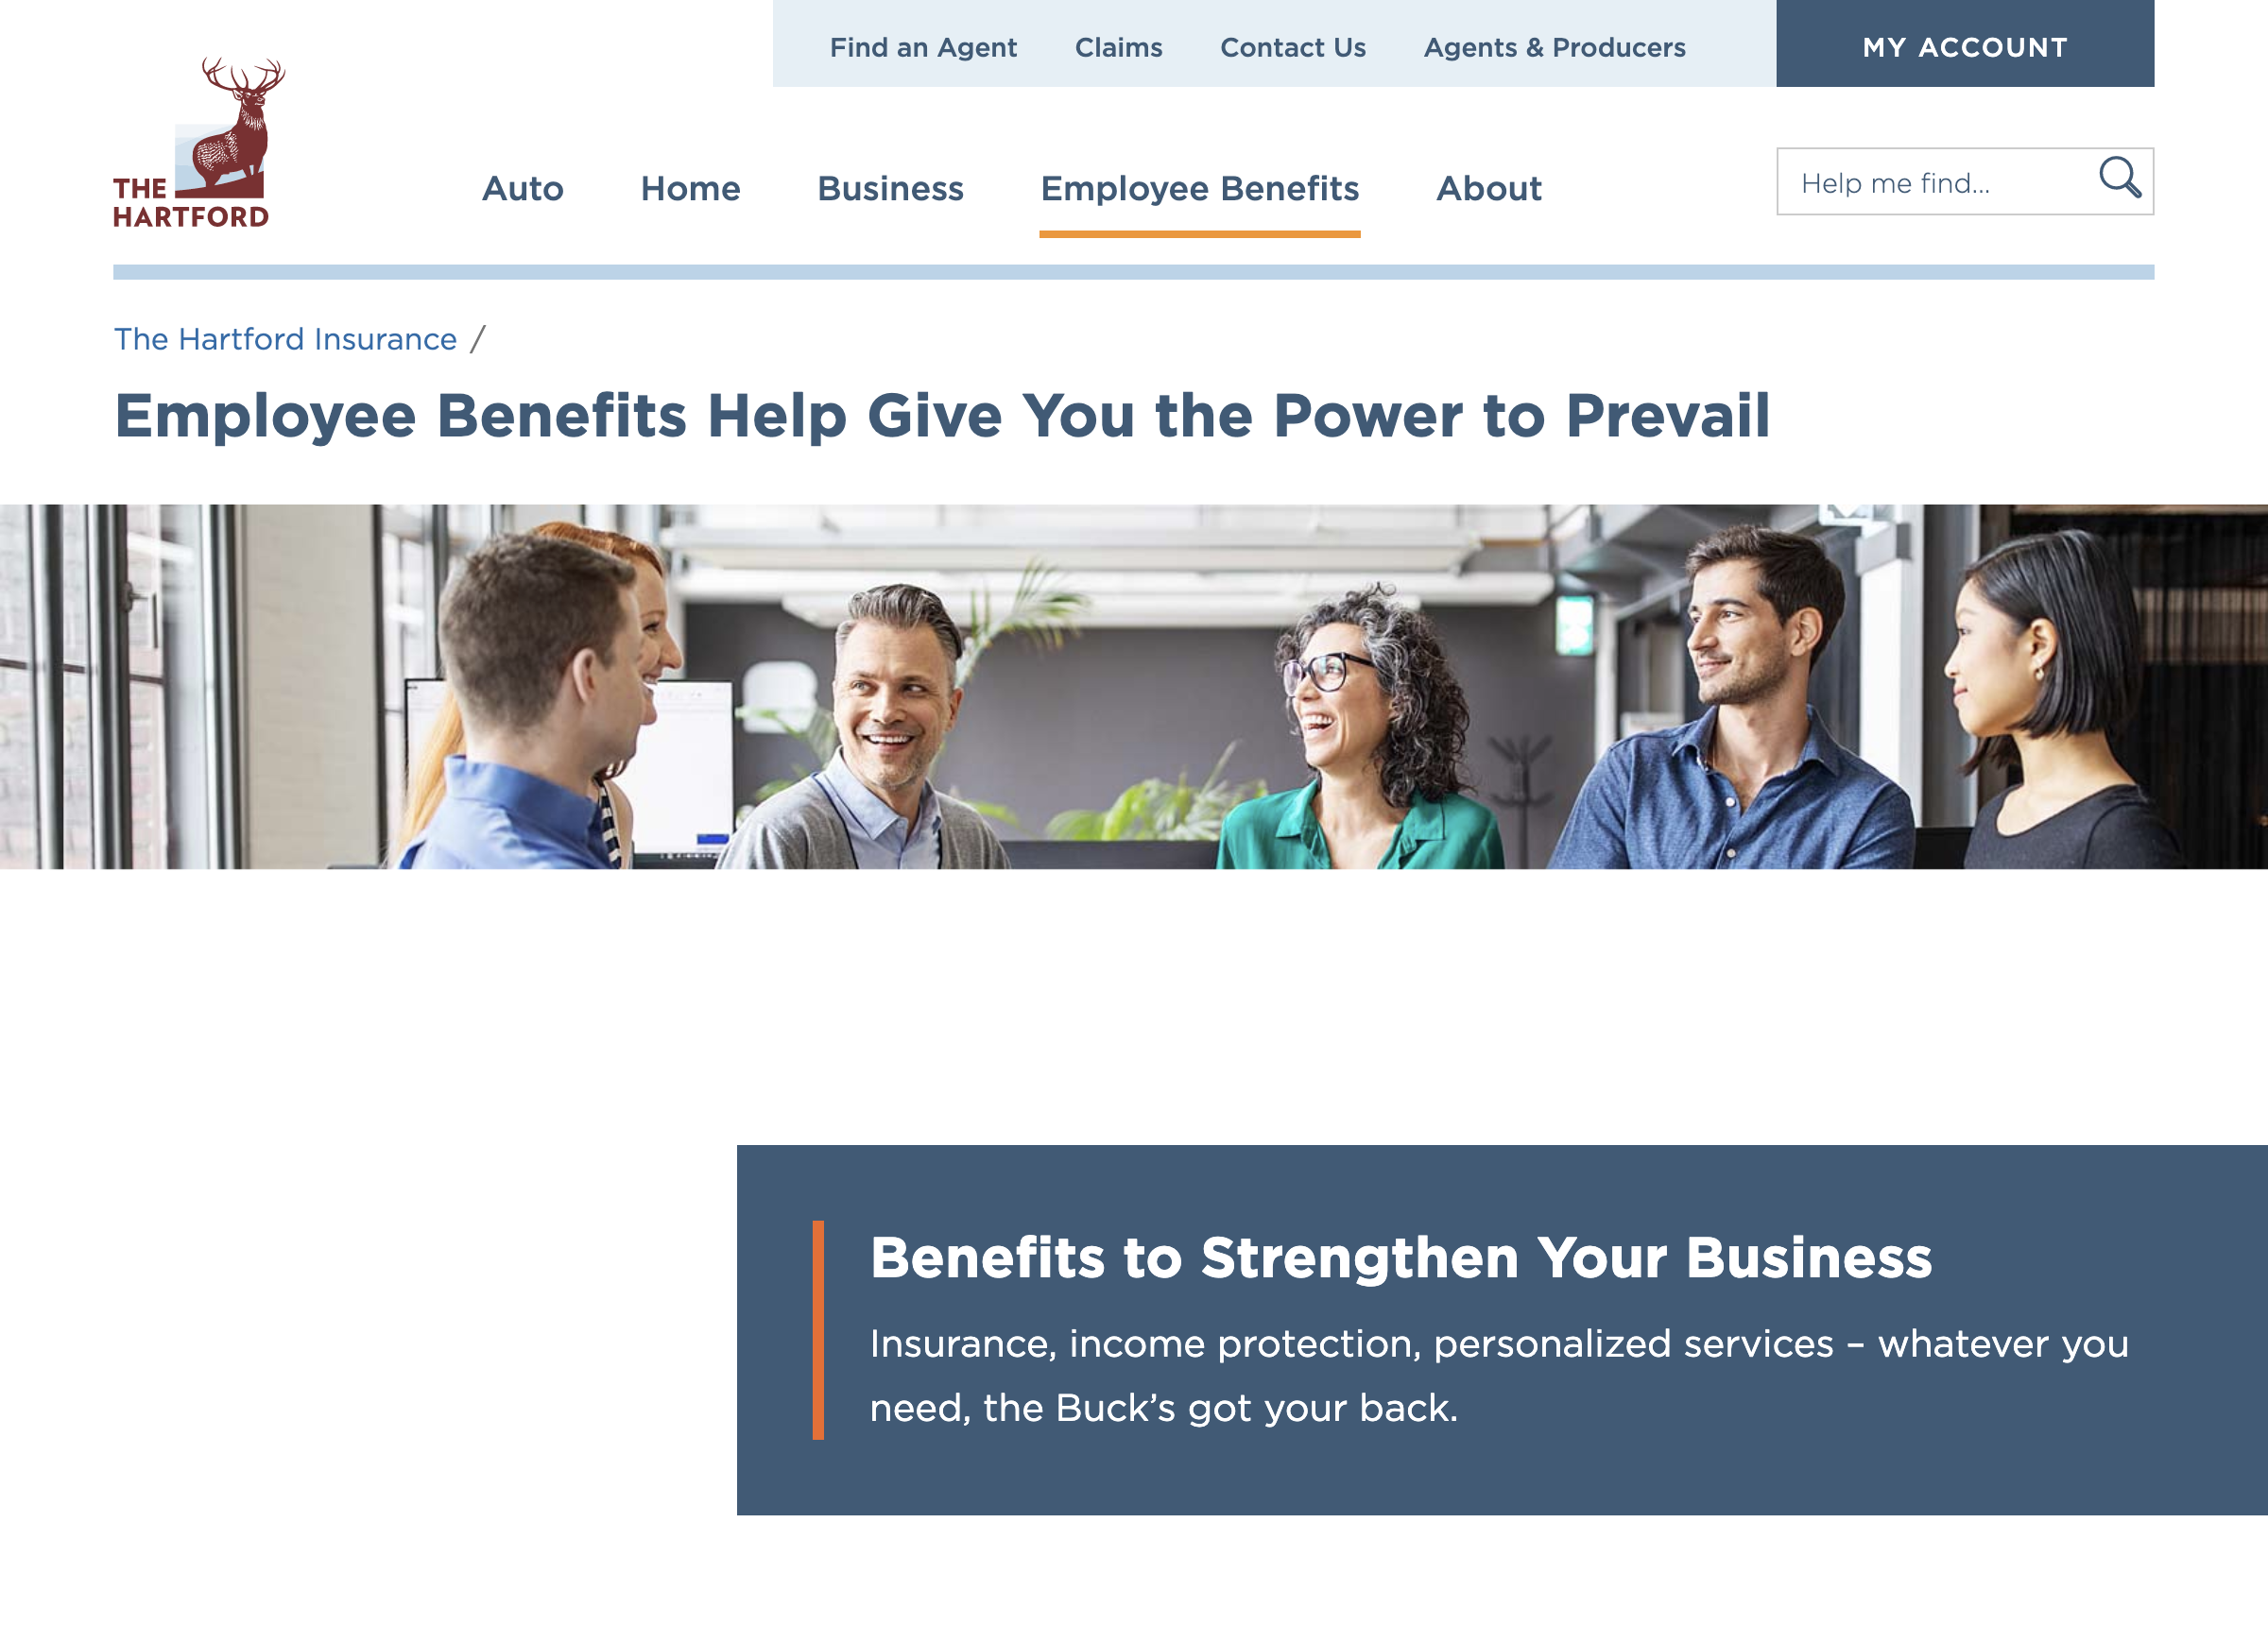 Find an Agent
Claims
Contact Us
Agents & Producers
MY ACCOUNT
THE
HARTFORD
Auto
Home
Business
Employee Benefits
About
Help me find...
The Hartford Insurance /
Employee Benefits Help Give You the Power to Prevail
Benefits to Strengthen Your Business
Insurance, income protection, personalized services – whatever you
need, the Buck’s got your back.